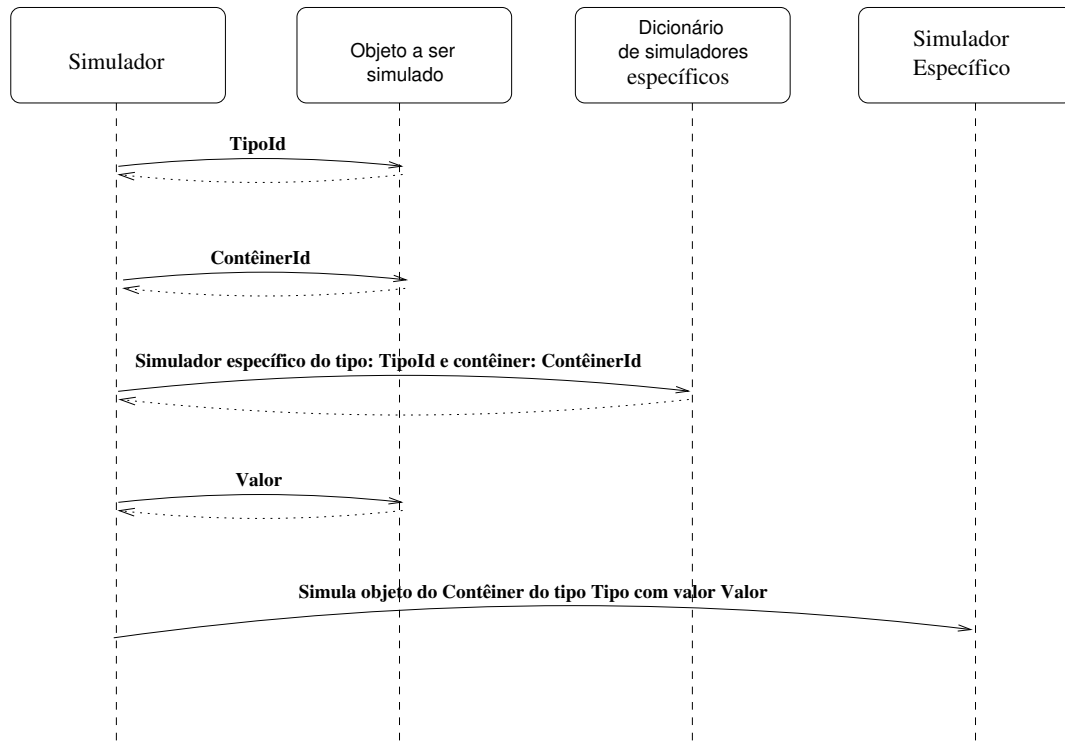 Simulador
Objeto a ser
simulado
Dicionário
de simuladores
específicos
Simulador
Específico
TipoId
ContêinerId
Simulador específico do tipo: TipoId e contêiner: ContêinerId
Valor
Simula objeto do Contêiner do tipo Tipo com valor Valor